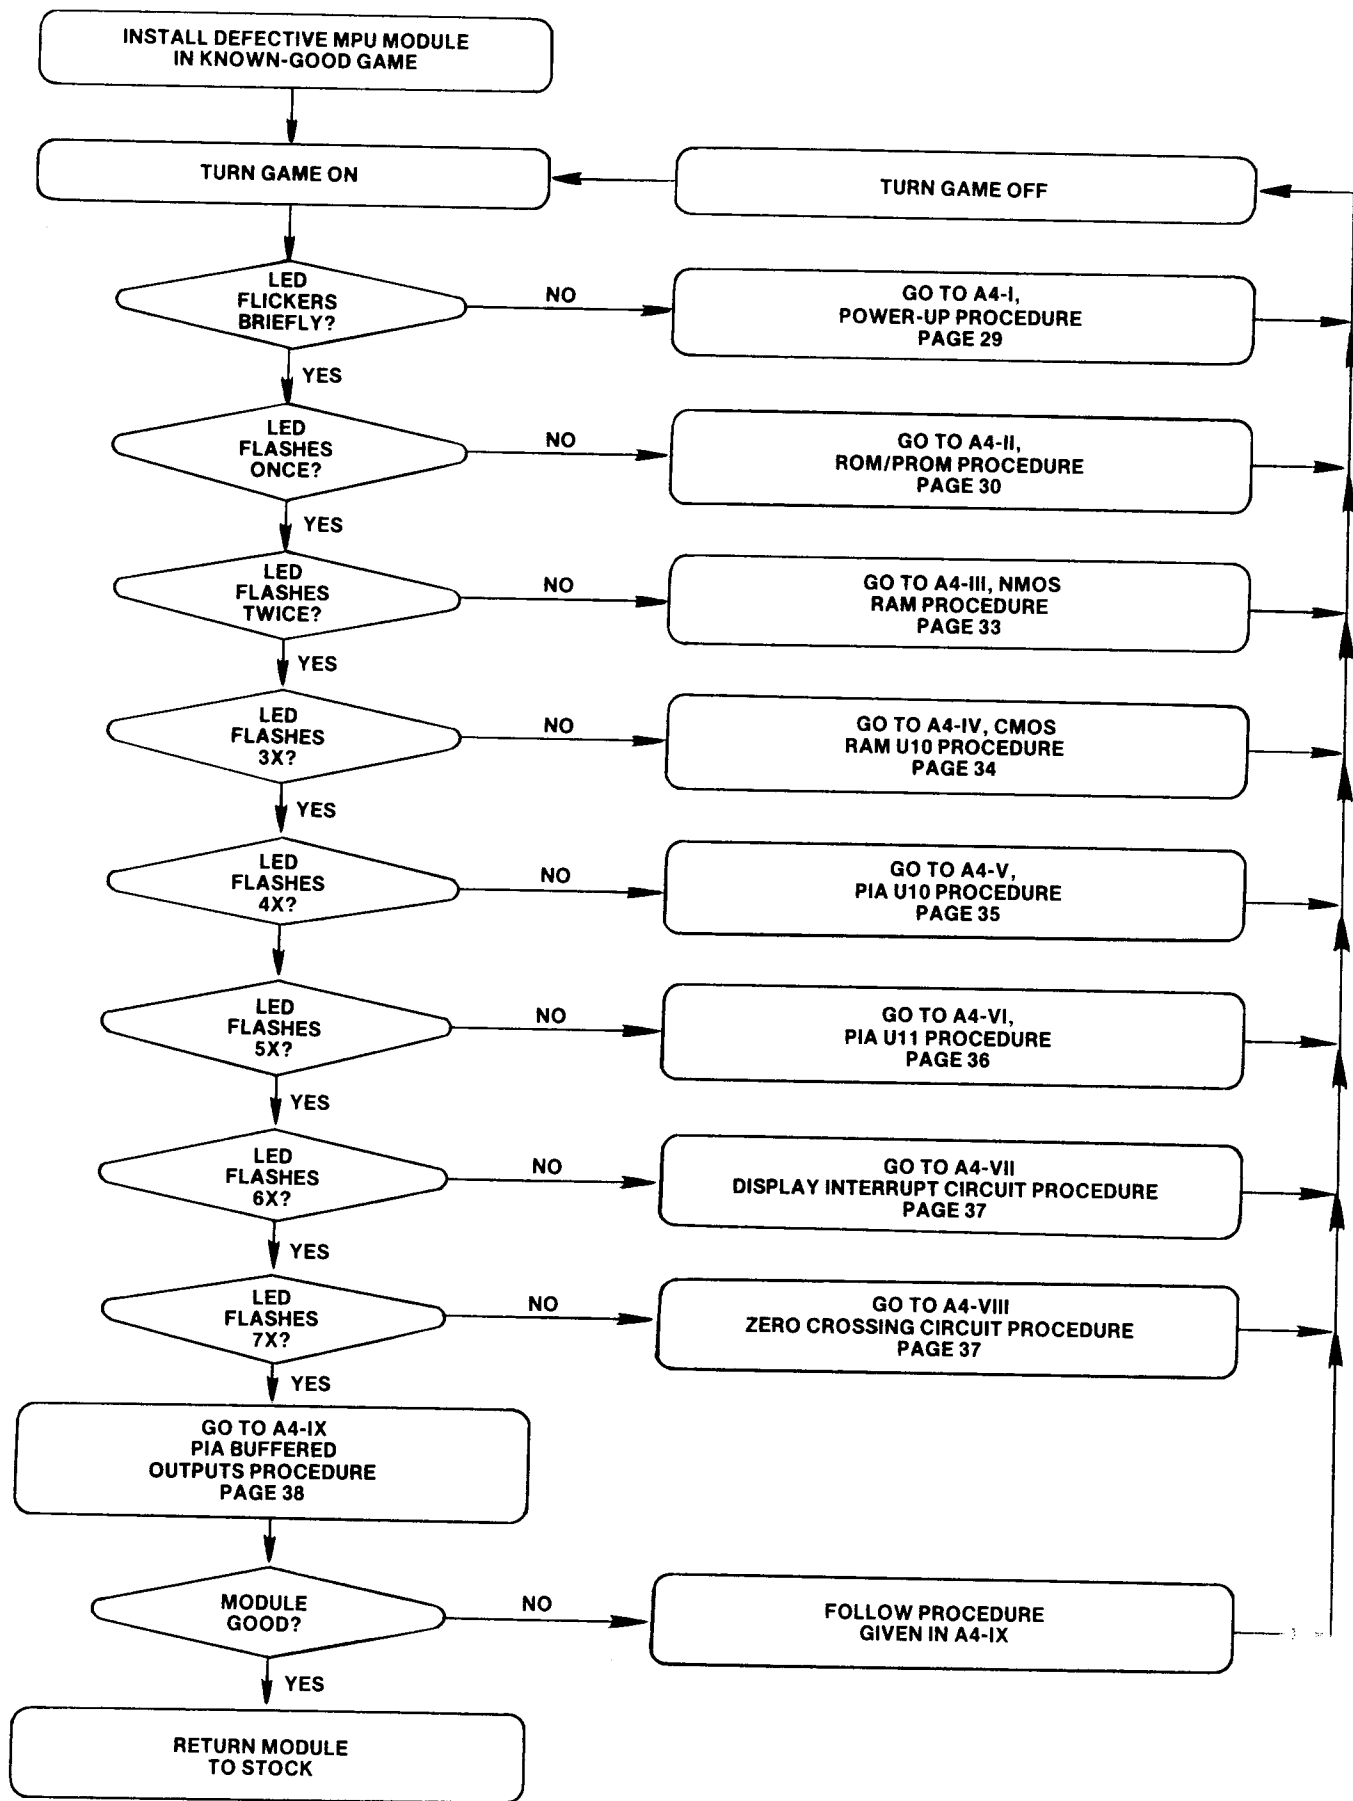 INSTALL DEFECTIVE MPU MODULE
IN KNOWN-GOOD GAME
TURN GAME ON
TURN GAME OFF
LED
FLICKERS
BRIEFLY?
NO
GO TO A4-I,
POWER-UP PROCEDURE
PAGE 29
YES
LED
FLASHES
ONCE?
NO
GO TO A4-II,
ROM/PROM PROCEDURE
PAGE 30
YES
LED
FLASHES
TWICE?
NO
GO TO A4-III, NMOS
RAM PROCEDURE
PAGE 33
YES
LED
FLASHES
3X?
NO
GO TO A4-IV, CMOS
RAM U10 PROCEDURE
PAGE 34
YES
LED
FLASHES
4X?
NO
GO TO A4-V,
PIA U10 PROCEDURE
PAGE 35
LED
FLASHES
5X?
NO
GO TO A4-VI,
PIA U11 PROCEDURE
PAGE 36
YES
LED
FLASHES
6X?
NO
GO TO A4-VII
DISPLAY INTERRUPT CIRCUIT PROCEDURE
PAGE 37
YES
LED
FLASHES
7X?
NO
GO TO A4-VIII
ZERO CROSSING CIRCUIT PROCEDURE
PAGE 37
YES
GO TO A4-IX
PIA BUFFERED
OUTPUTS PROCEDURE
PAGE 38
MODULE
GOOD?
NO
FOLLOW PROCEDURE
GIVEN IN A4-IX
YES
RETURN MODULE
TO STOCK